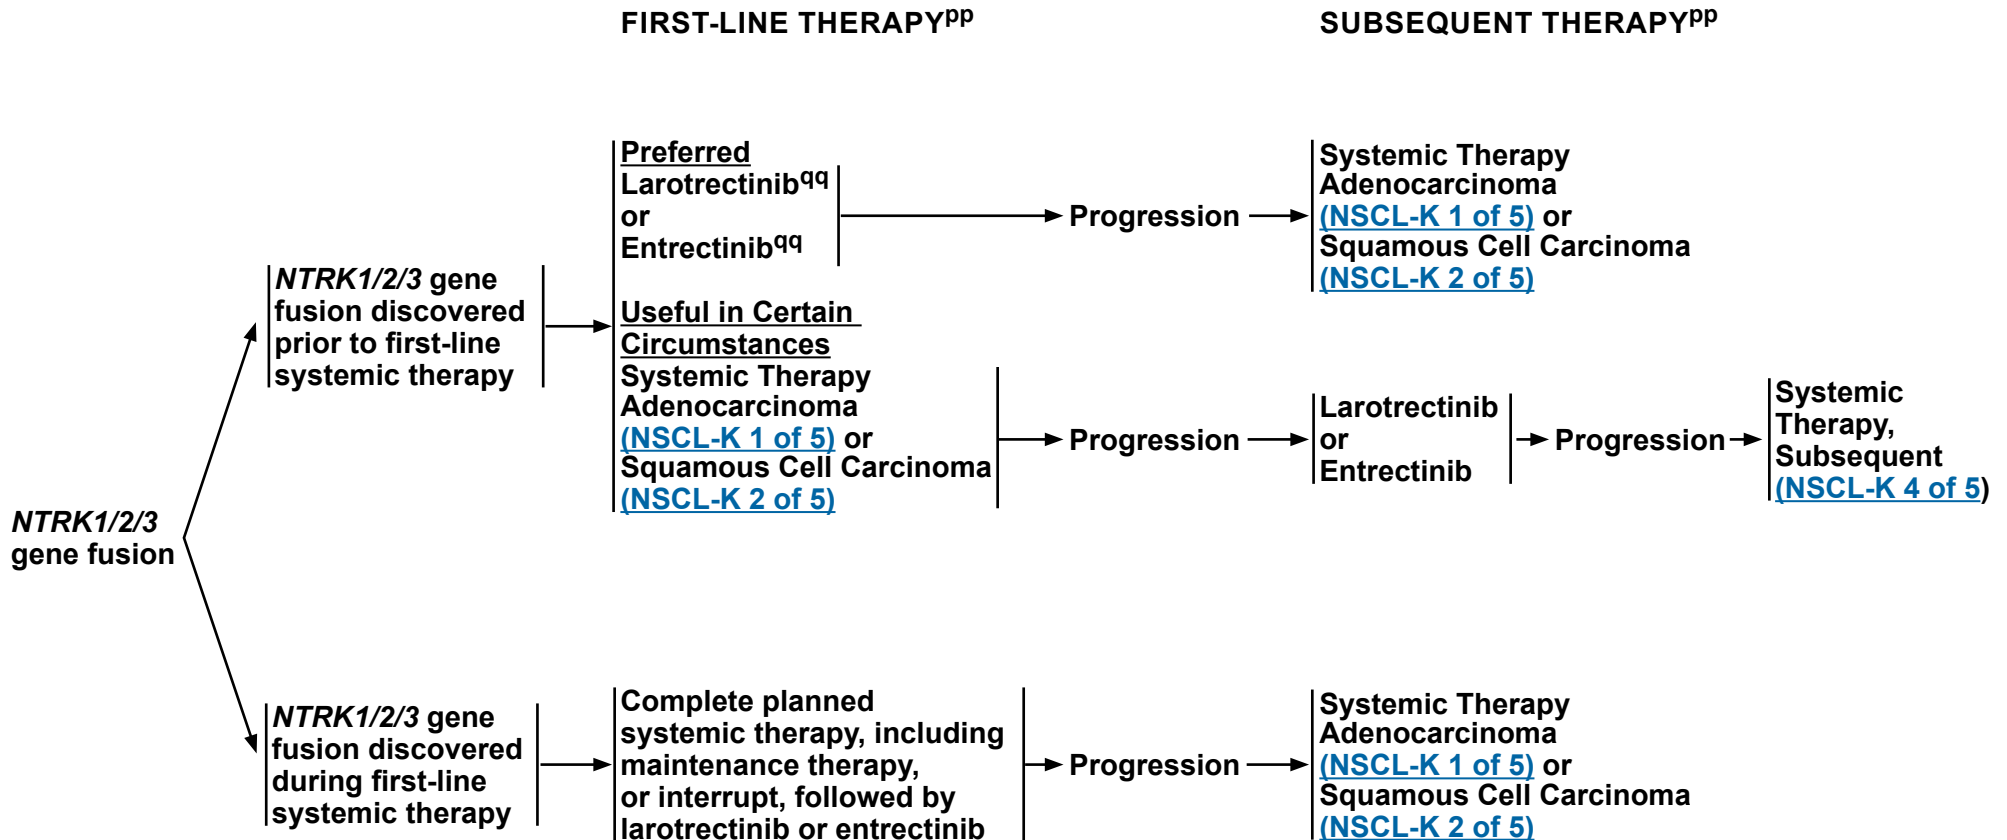 FIRST-LINE THERAPYpp
SUBSEQUENT THERAPYpp
NTRK1/2/3
gene fusion
NTRK1/2/3 gene
fusion discovered
prior to first-line
systemic therapy
Preferred
Larotrectinibqq
or
Entrectinibqq
Progression
Systemic Therapy
Adenocarcinoma
(NSCL-K 1 of 5) or
Squamous Cell Carcinoma
(NSCL-K 2 of 5)
Useful in Certain
Circumstances
Systemic Therapy
Adenocarcinoma
(NSCL-K 1 of 5) or
Squamous Cell Carcinoma
(NSCL-K 2 of 5)
Progression
Larotrectinib
or
Entrectinib
Progression
Systemic
Therapy,
Subsequent
(NSCL-K 4 of 5)
NTRK1/2/3 gene
fusion discovered
during first-line
systemic therapy
Complete planned
systemic therapy, including
maintenance therapy,
or interrupt, followed by
larotrectinib or entrectinib
Progression
Systemic Therapy
Adenocarcinoma
(NSCL-K 1 of 5) or
Squamous Cell Carcinoma
(NSCL-K 2 of 5)